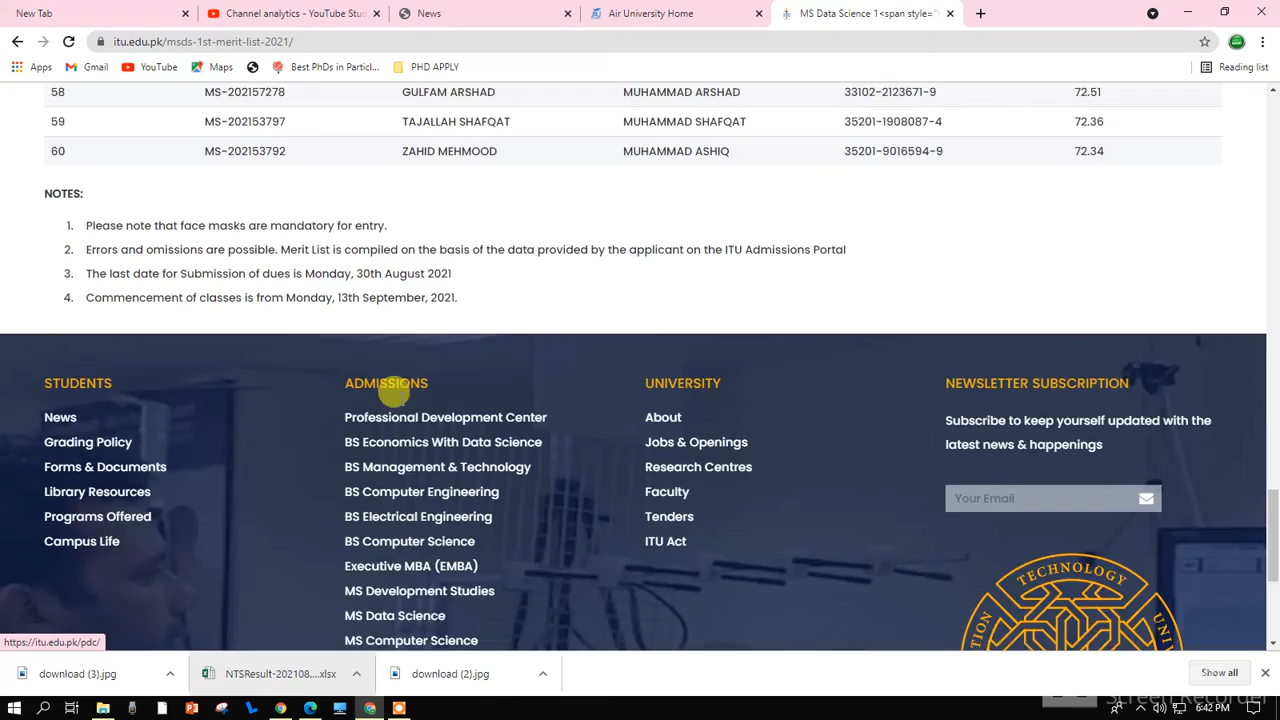 New Tab
Channel analytics - YouTube Stu
News
Air University Home
MS Data Science 1<span style="
itu.edu.pk/msds-1st-merit-list-2021/
Apps
Gmail
YouTube
Maps
Best PhDs in Particl...
PHD APPLY
Reading list
58 MS-202157278 GULFAM ARSHAD MUHAMMAD ARSHAD 33102-2123671-9 72.51
59 MS-202153797 TAJALLAH SHAFQAT MUHAMMAD SHAFQAT 35201-1908087-4 72.36
60 MS-202153792 ZAHID MEHMOOD MUHAMMAD ASHIQ 35201-9016594-9 72.34
NOTES:
1. Please note that face masks are mandatory for entry.
2. Errors and omissions are possible. Merit List is compiled on the basis of the data provided by the applicant on the ITU Admissions Portal
3. The last date for Submission of dues is Monday, 30th August 2021
4. Commencement of classes is from Monday, 13th September, 2021.
STUDENTS
News
Grading Policy
Forms & Documents
Library Resources
Programs Offered
Campus Life
ADMISSIONS
Professional Development Center
BS Economics With Data Science
BS Management & Technology
BS Computer Engineering
BS Electrical Engineering
BS Computer Science
Executive MBA (EMBA)
MS Development Studies
MS Data Science
MS Computer Science
UNIVERSITY
About
Jobs & Openings
Research Centres
Faculty
Tenders
ITU Act
NEWSLETTER SUBSCRIPTION
Subscribe to keep yourself updated with the
latest news & happenings
Your Email
TECHNOLOGY
https://itu.edu.pk/pdc/
download (3).jpg
NTSResult-202108....xlsx
download (2).jpg
Show all
Screen Recorder
6:42 PM